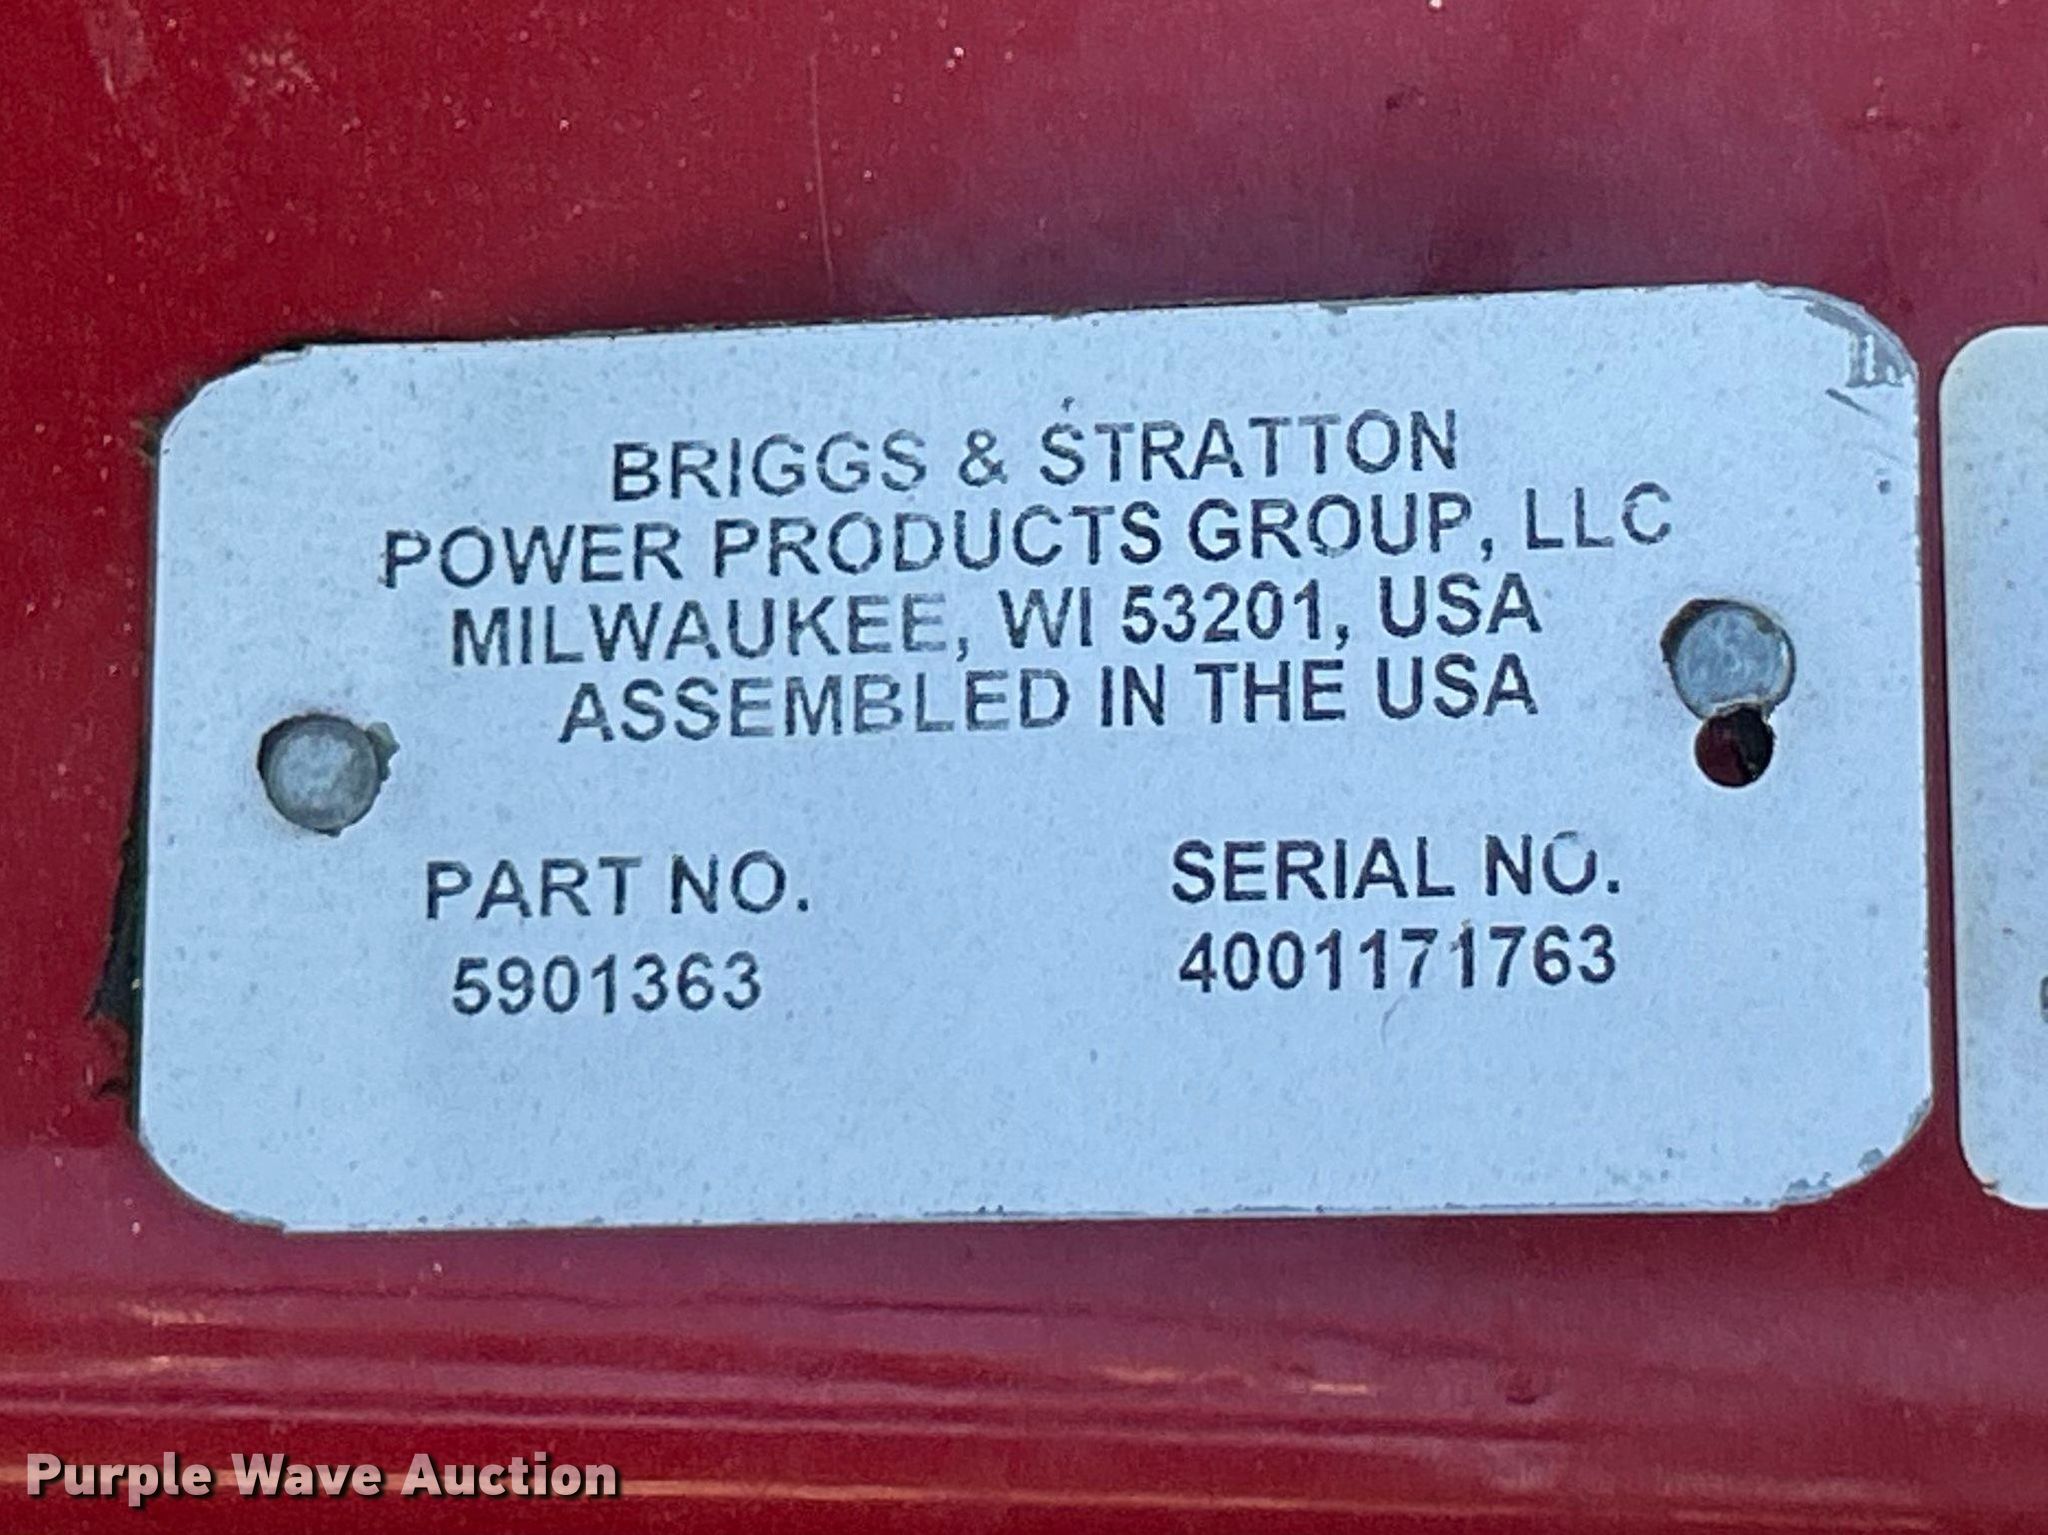 BRIGGS & STRATTON
POWER PRODUCTS GROUP, LLC
MILWAUKEE, WI 53201, USA
ASSEMBLED IN THE USA
PART NO.
5901363
SERIAL NO.
4001171763
Purple Wave Auction